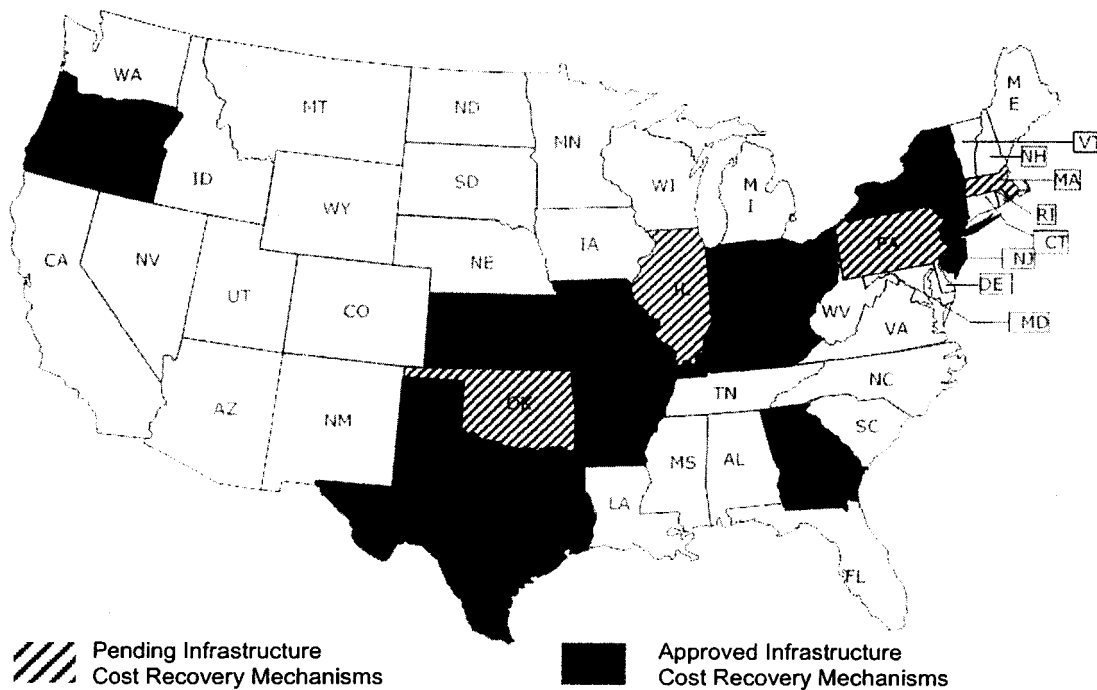 WA
MT
ND
MN
M
E
VT
NH
ID
SD
WI
M
I
MA
WY
RI
IA
CT
CA
NV
NE
PA
NJ
UT
IL
DE
CO
WV
MD
VA
AZ
NM
OK
TN
NC
SC
MS
AL
LA
FL
Pending Infrastructure
Cost Recovery Mechanisms
Approved Infrastructure
Cost Recovery Mechanisms